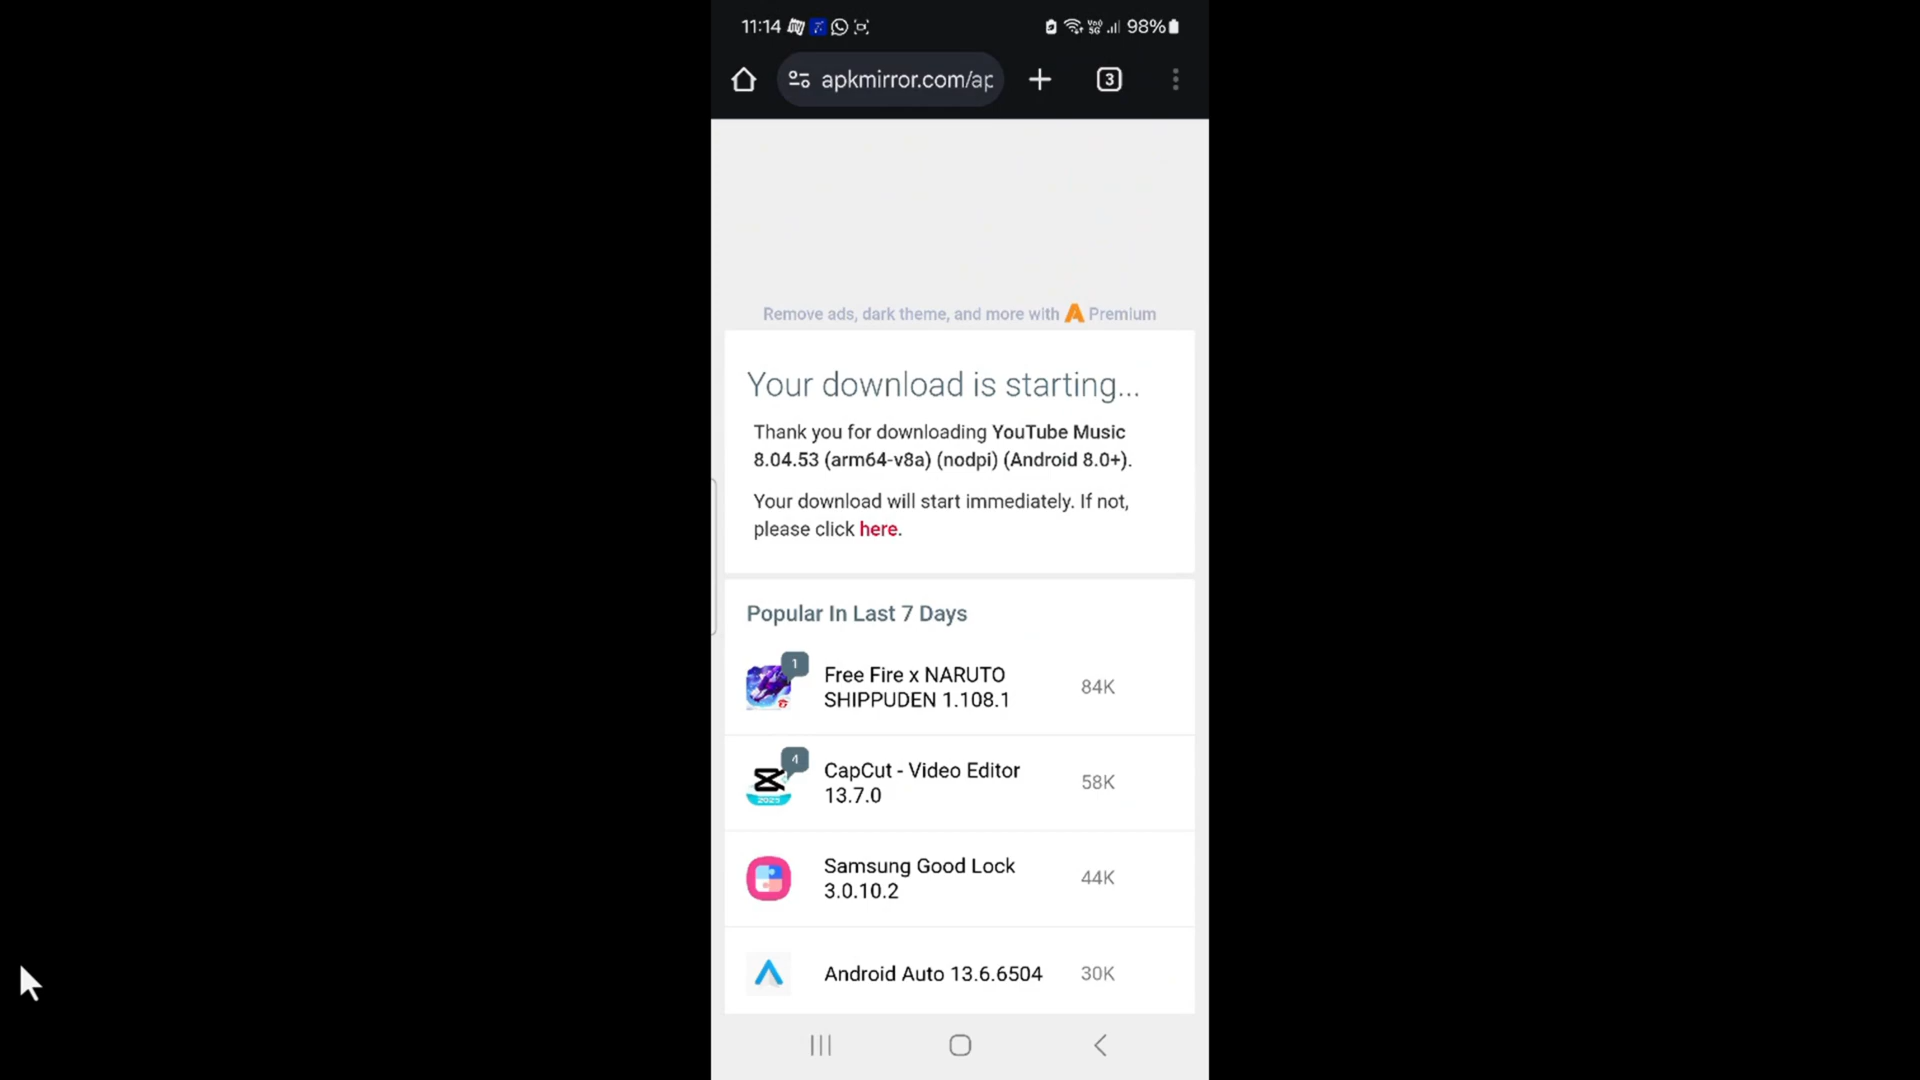 11:14
98%
apkmirror.com/ap
3
Remove ads, dark theme, and more with Premium
Your download is starting...
Thank you for downloading YouTube Music
8.04.53 (arm64-v8a) (nodpi) (Android 8.0+).
Your download will start immediately. If not,
please click here.
Popular In Last 7 Days
1
Free Fire x NARUTO
SHIPPUDEN 1.108.1
84K
4
2025
CapCut - Video Editor
13.7.0
58K
Samsung Good Lock
3.0.10.2
44K
Android Auto 13.6.6504
30K